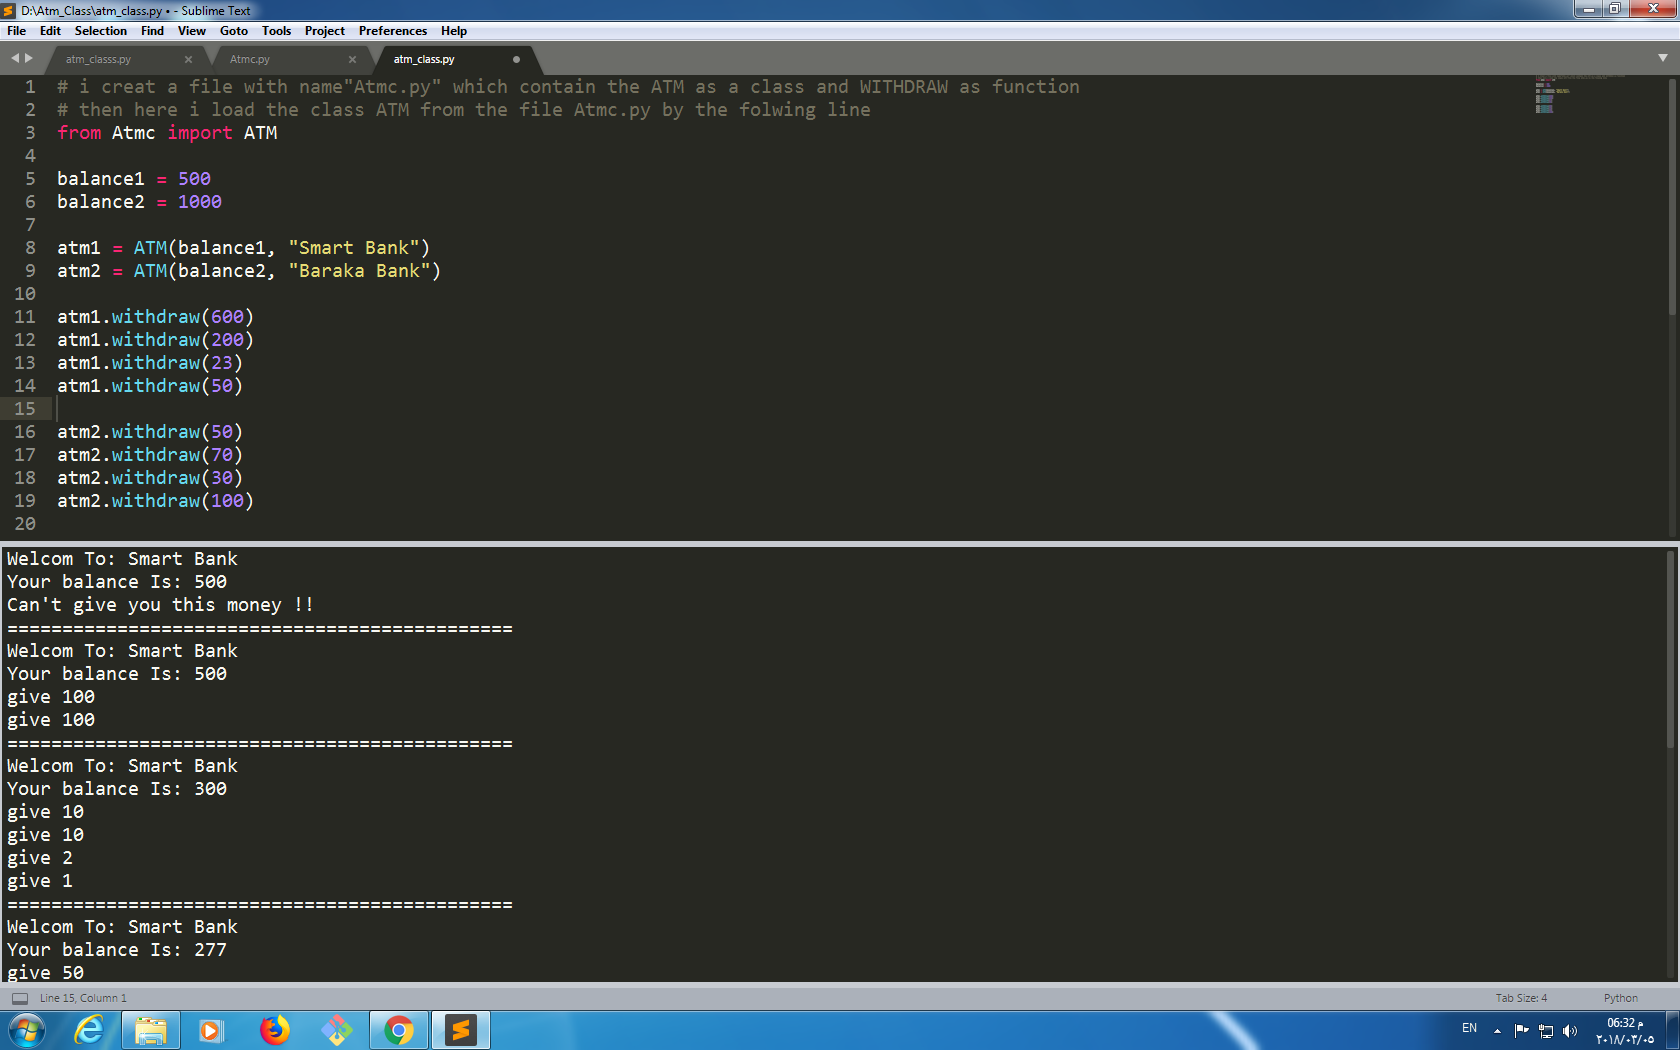 D:\Atm_Class\atm_class.py • - Sublime Text
File Edit Selection Find View Goto Tools Project Preferences Help
atm_classs.py Atmc.py atm_class.py
1 # i creat a file with name"Atmc.py" which contain the ATM as a class and WITHDRAW as function
2 # then here i load the class ATM from the file Atmc.py by the folwing line
3 from Atmc import ATM
4
5 balance1 = 500
6 balance2 = 1000
7
8 atm1 = ATM(balance1, "Smart Bank")
9 atm2 = ATM(balance2, "Baraka Bank")
10
11 atm1.withdraw(600)
12 atm1.withdraw(200)
13 atm1.withdraw(23)
14 atm1.withdraw(50)
15
16 atm2.withdraw(50)
17 atm2.withdraw(70)
18 atm2.withdraw(30)
19 atm2.withdraw(100)
20
Welcom To: Smart Bank
Your balance Is: 500
Can't give you this money !!
==============================================
Welcom To: Smart Bank
Your balance Is: 500
give 100
give 100
==============================================
Welcom To: Smart Bank
Your balance Is: 300
give 10
give 10
give 2
give 1
==============================================
Welcom To: Smart Bank
Your balance Is: 277
give 50
Line 15, Column 1 Tab Size: 4 Python
EN 06:32 م
٢٠١٨/٠٣/٠٥